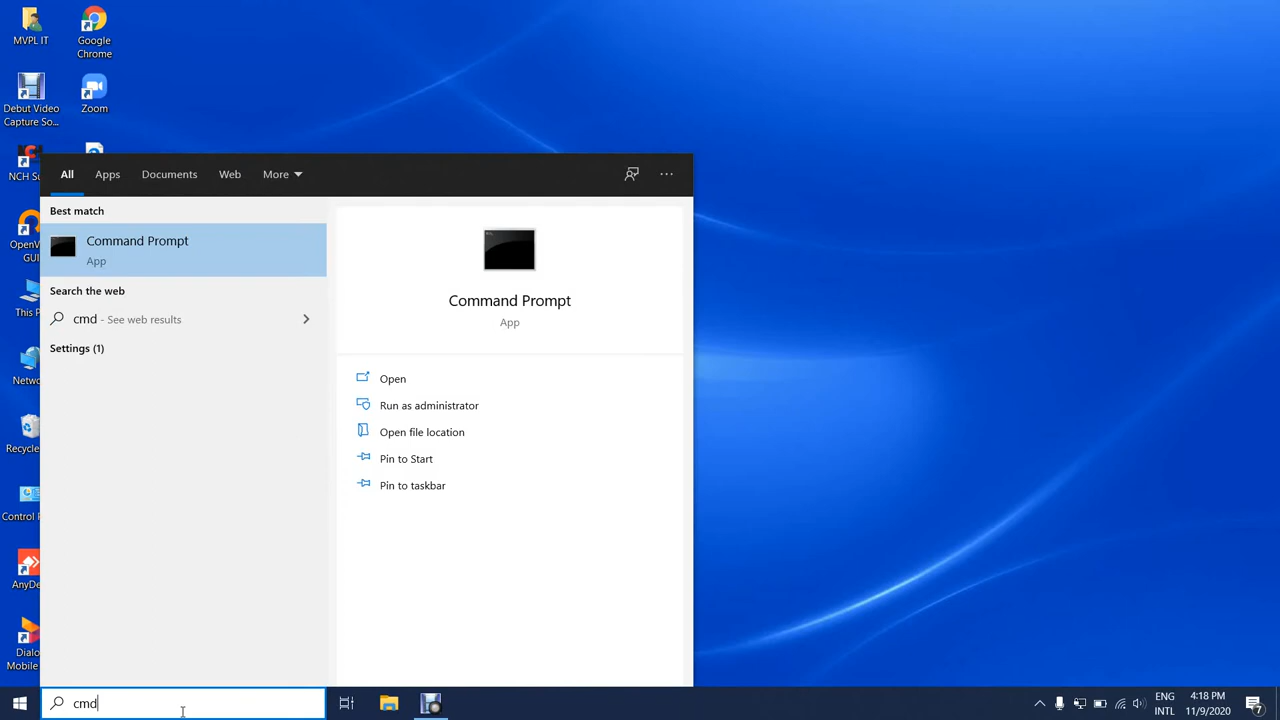 MVPL IT
Google
Chrome
Debut Video
Capture So...
Zoom
NCH Su
OpenV
GUI
This P
Netwo
Recycle
Control P
AnyDe
Dialo
Mobile
All
Apps
Documents
Web
More
Best match
Command Prompt
App
Search the web
cmd - See web results
Settings (1)
Command Prompt
App
Open
Run as administrator
Open file location
Pin to Start
Pin to taskbar
cmd
ENG
INTL
4:18 PM
11/9/2020
7